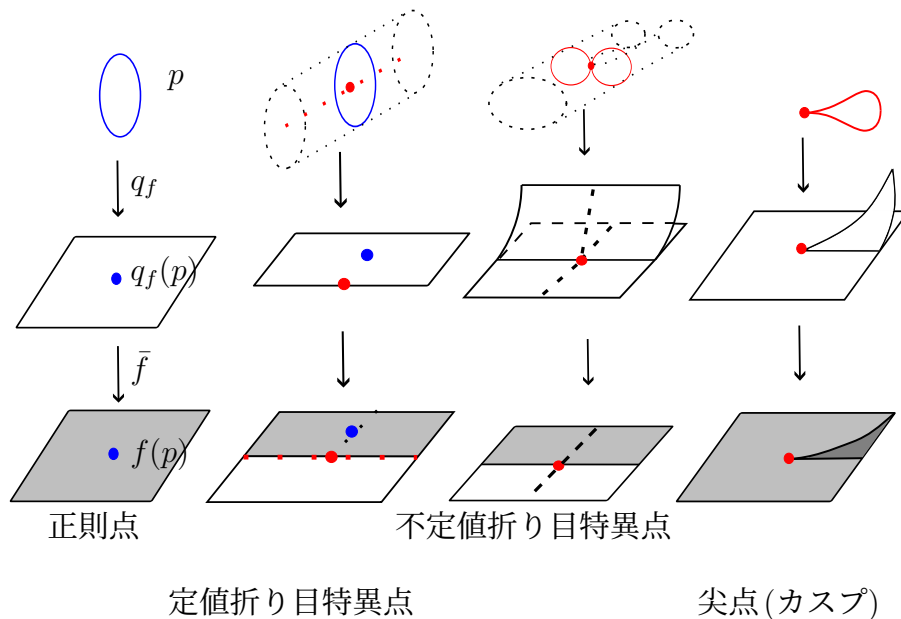 p
q_f
q_f(p)
f̄
f(p)
正則点
不定値折り目特異点
定値折り目特異点
尖点(カスプ)